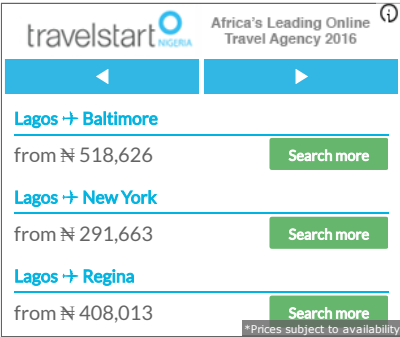 travelstart
NIGERIA
Africa's Leading Online
Travel Agency 2016
Lagos ✈ Baltimore
from ₦ 518,626
Search more
Lagos ✈ New York
from ₦ 291,663
Search more
Lagos ✈ Regina
from ₦ 408,013
Search more
*Prices subject to availability